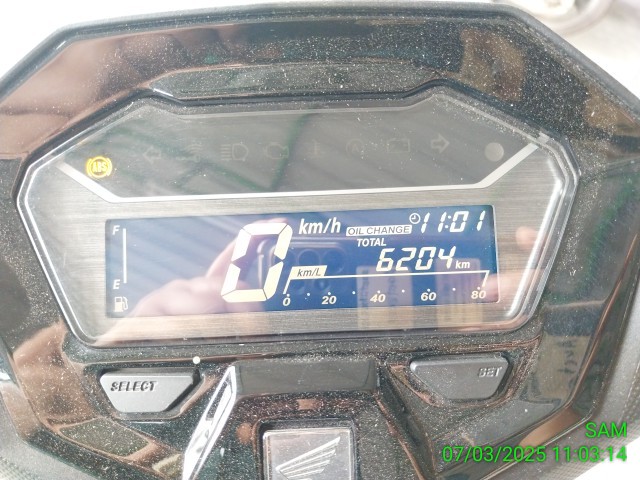 ABS
F
0 km/h OIL CHANGE 11:01
TOTAL
6204 km
km/L
E
0 20 40 60 80
SELECT
SET
SAM
07/03/2025 11:03:14